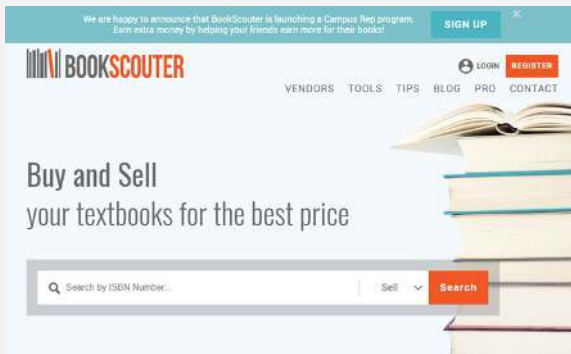 We are happy to announce that BookScouter is launching a Campus Rep program.
Earn extra money by helping your friends earn more for their books!
SIGN UP
BOOKSCOUTER
LOGIN
REGISTER
VENDORS TOOLS TIPS BLOG PRO CONTACT
Buy and Sell
your textbooks for the best price
Search by ISBN Number...
Sell
Search